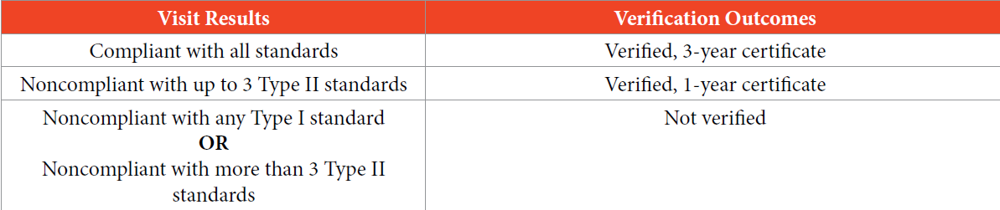 Visit Results
Verification Outcomes
Compliant with all standards
Verified, 3-year certificate
Noncompliant with up to 3 Type II standards
Verified, 1-year certificate
Noncompliant with any Type I standard
OR
Noncompliant with more than 3 Type II
standards
Not verified